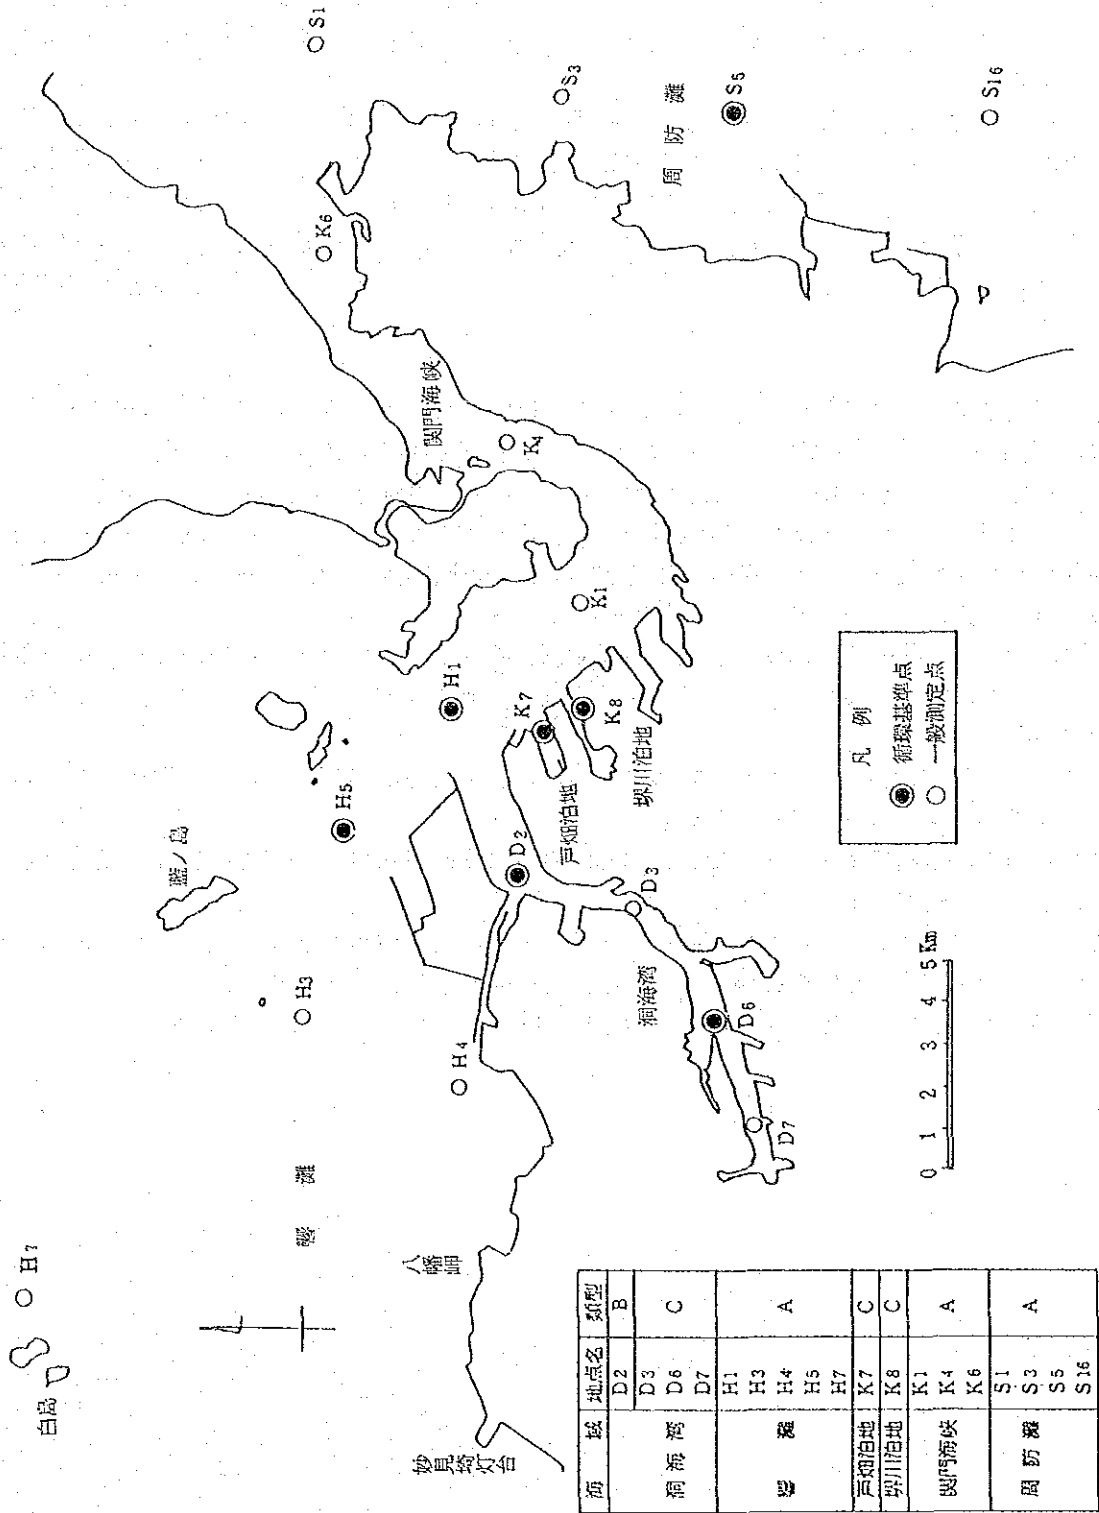 白島
H7
響 灘
藍ノ島
H3
H5
H4
H1
八幡岬
妙見埼灯台
D2
D3
D6
D7
洞海湾
戸畑泊地
K7
堺川泊地
K8
K1
K4
関門海峡
K6
S1
S3
周 防 灘
S5
S16
凡 例
循環基準点
一般測定点
0 1 2 3 4 5 Km
海 域 地点名 類型
洞 海 湾 D2 B
D3
D6 C
D7
響 灘 H1
H3
H4 A
H5
H7
戸畑泊地 K7 C
堺川泊地 K8 C
関門海峡 K1
K4 A
K6
周 防 灘 S1
S3 A
S5
S16